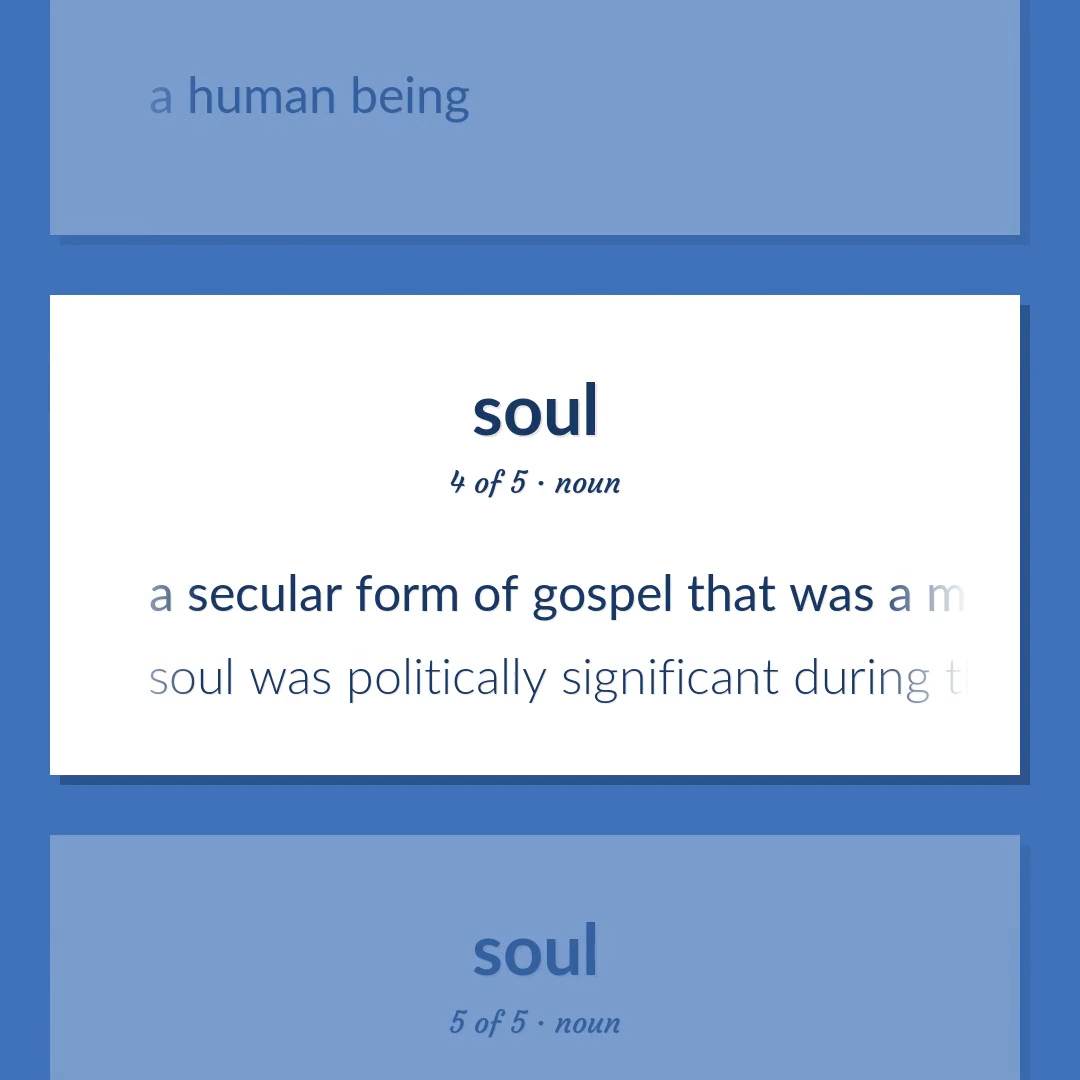 a human being
soul
4 of 5 · noun
a secular form of gospel that was a
soul was politically significant during
soul
5 of 5 · noun